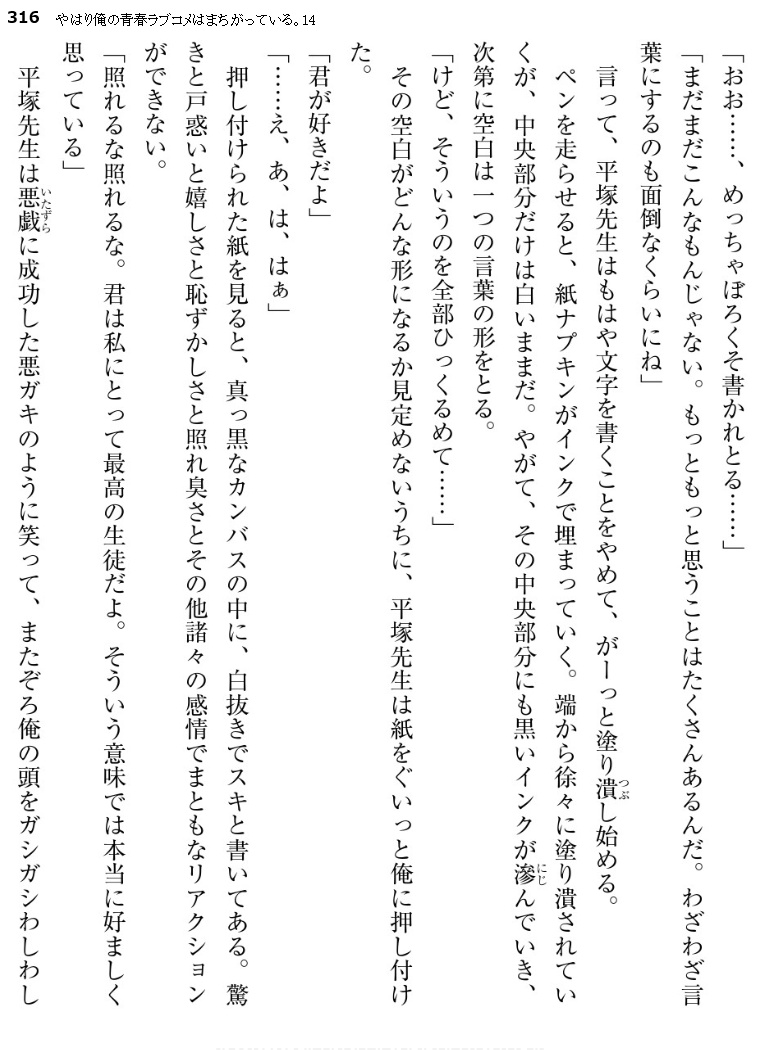 316 やはり俺の青春ラブコメはまちがっている。14
「おお……、めっちゃぼろくそ書かれとる……」
「まだまだこんなもんじゃない。もっともっと思うことはたくさんあるんだ。わざわざ言
葉にするのも面倒なくらいにね」
言って、平塚先生はもはや文字を書くことをやめて、がーっと塗り潰し始める。
ペンを走らせると、紙ナプキンがインクで埋まっていく。端から徐々に塗り潰されてい
くが、中央部分だけは白いままだ。やがて、その中央部分にも黒いインクが滲んでいき、
次第に空白は一つの言葉の形をとる。
「けど、そういうのを全部ひっくるめて……」
その空白がどんな形になるか見定めないうちに、平塚先生は紙をぐいっと俺に押し付け
た。
「君が好きだよ」
「……え、あ、は、はぁ」
押し付けられた紙を見ると、真っ黒なカンバスの中に、白抜きでスキと書いてある。驚
きと戸惑いと嬉しさと恥ずかしさと照れ臭さとその他諸々の感情でまともなリアクション
ができない。
「照れるな照れるな。君は私にとって最高の生徒だよ。そういう意味では本当に好ましく
思っている」
平塚先生は悪戯に成功した悪ガキのように笑って、またぞろ俺の頭をガシガシわしわし
つぶ
にじ
いたずら